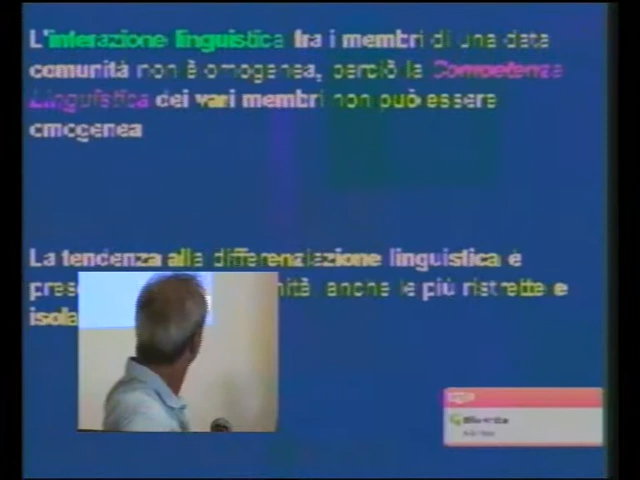 L'interazione linguistica fra i membri di una data
comunità non è omogenea, perciò la Competenza
Linguistica dei vari membri non può essere
omogenea
La tendenza alla differenziazione linguistica è
anche le più ristrette e